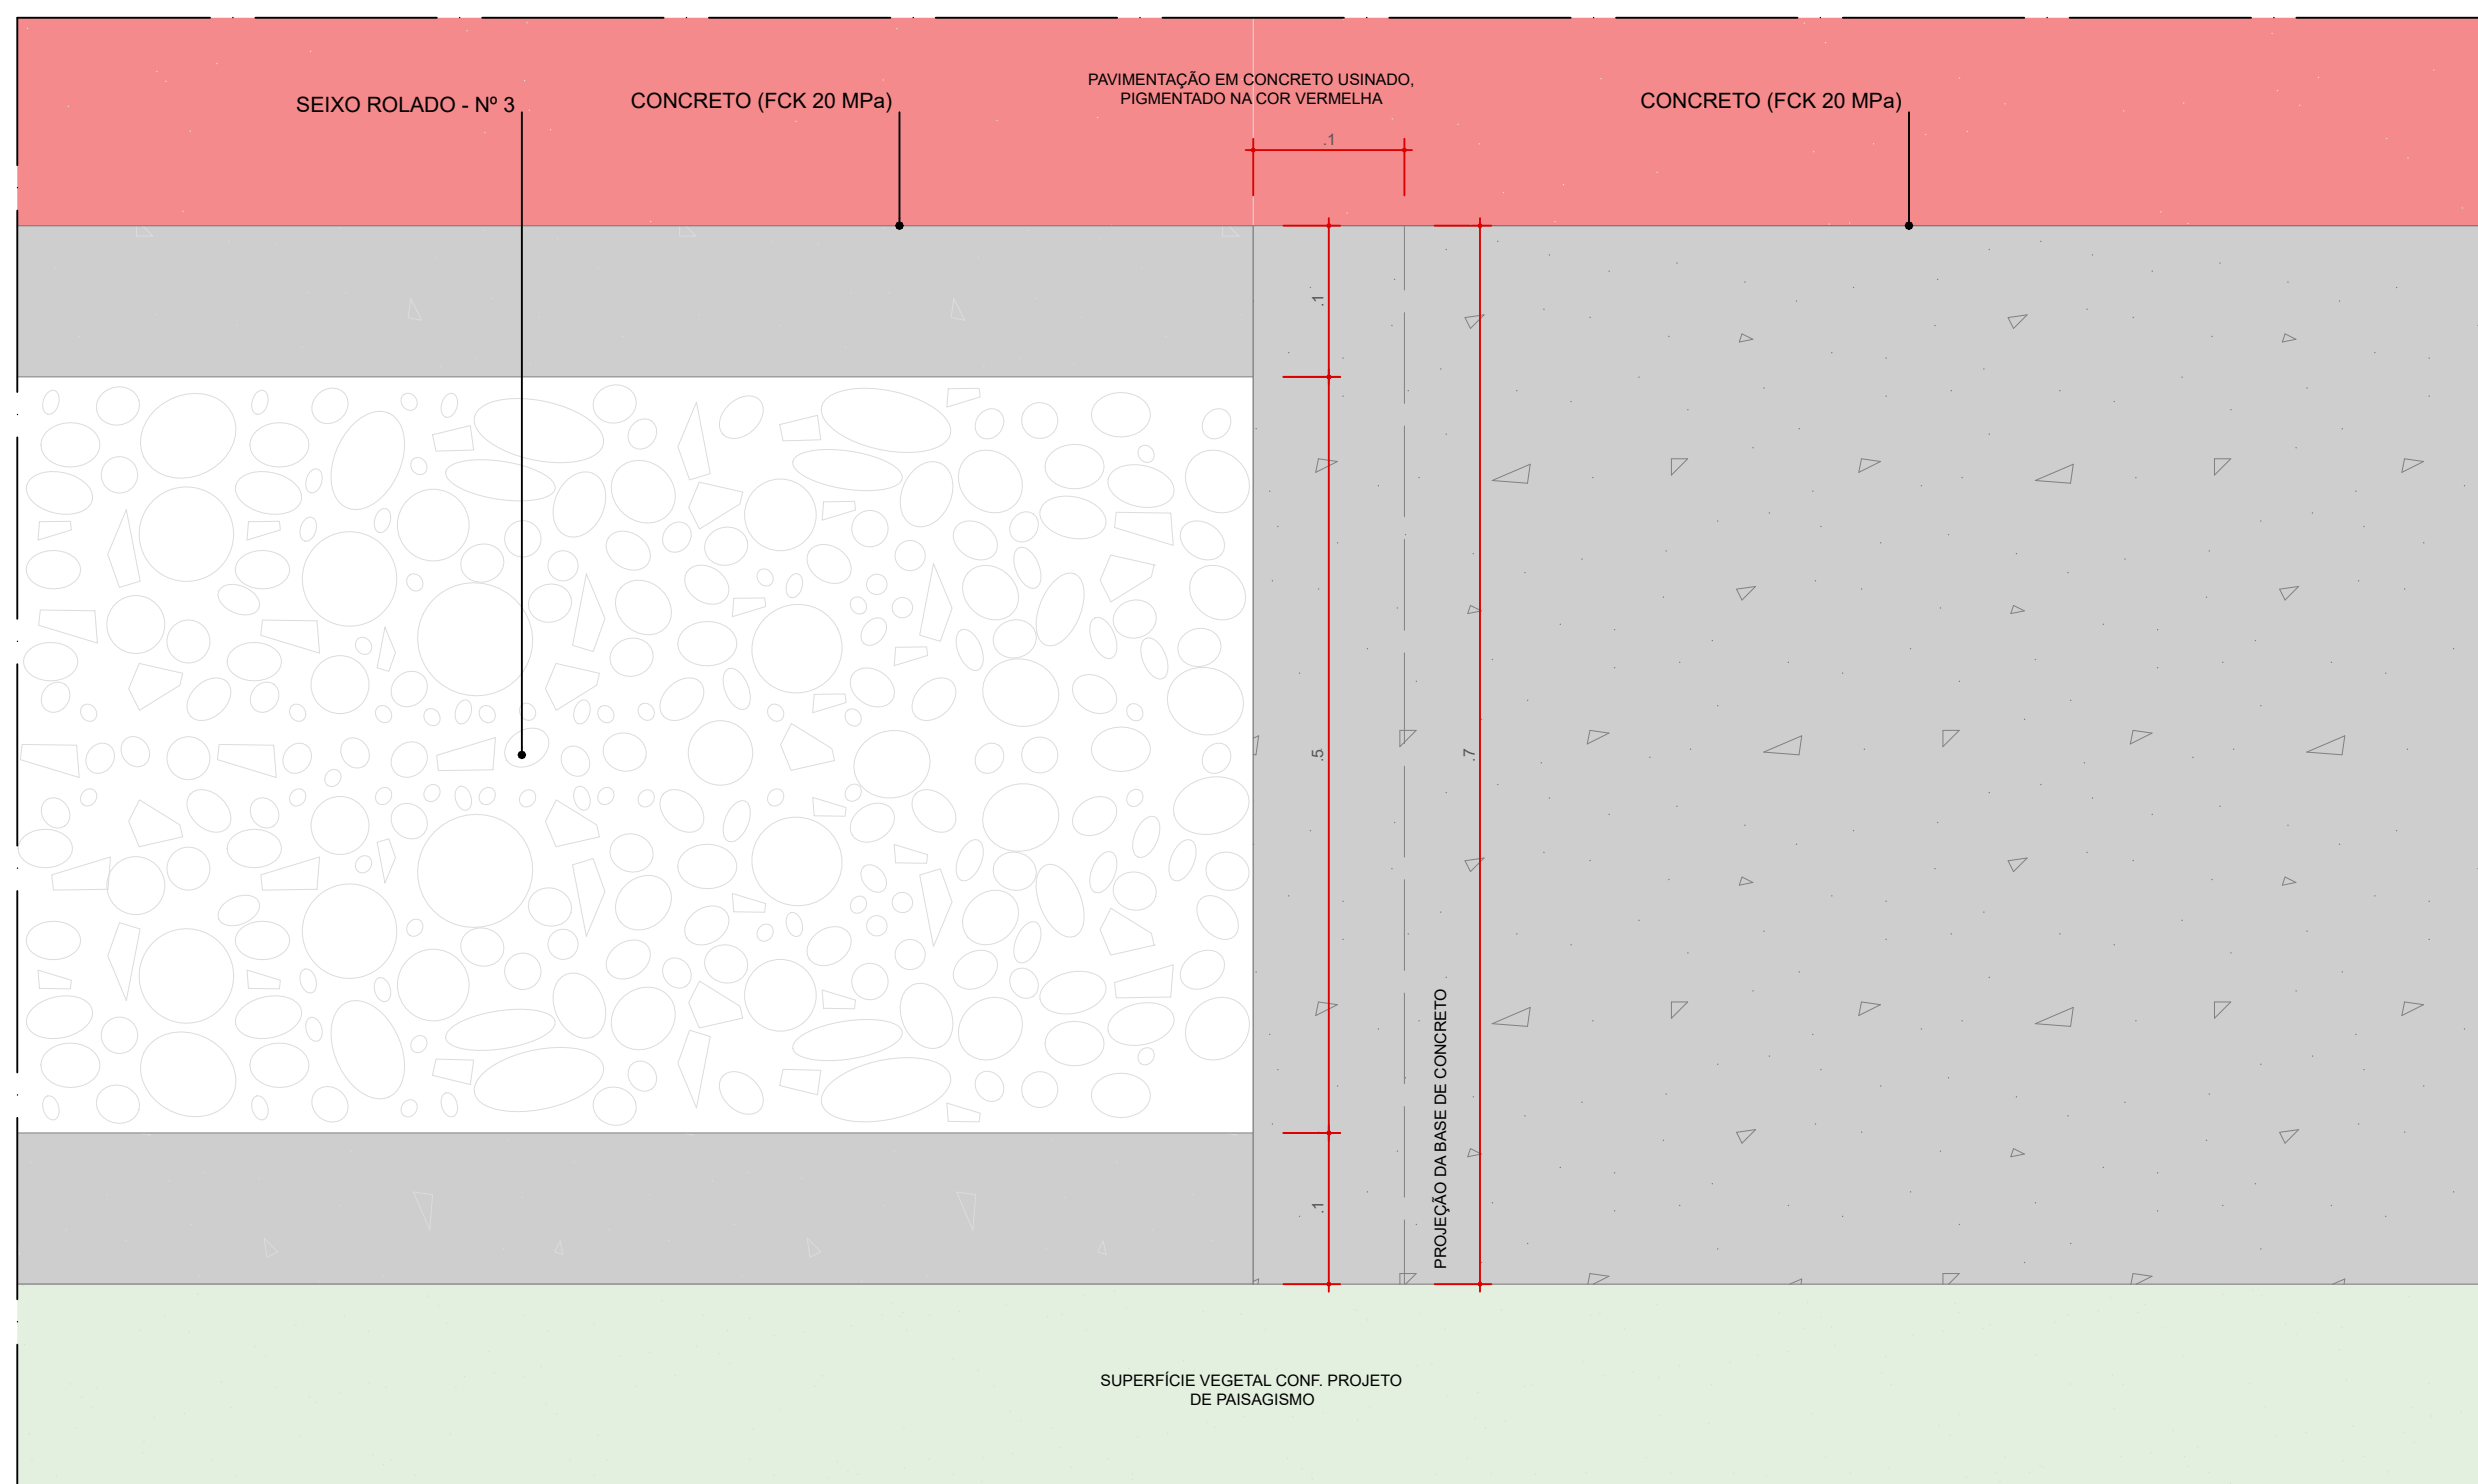 PAVIMENTAÇÃO EM CONCRETO USINADO,
PIGMENTADO NA COR VERMELHA
SEIXO ROLADO - Nº 3
CONCRETO (FCK 20 MPa)
CONCRETO (FCK 20 MPa)
.1
.1
.5
.7
.1
PROJEÇÃO DA BASE DE CONCRETO
SUPERFÍCIE VEGETAL CONF. PROJETO
DE PAISAGISMO